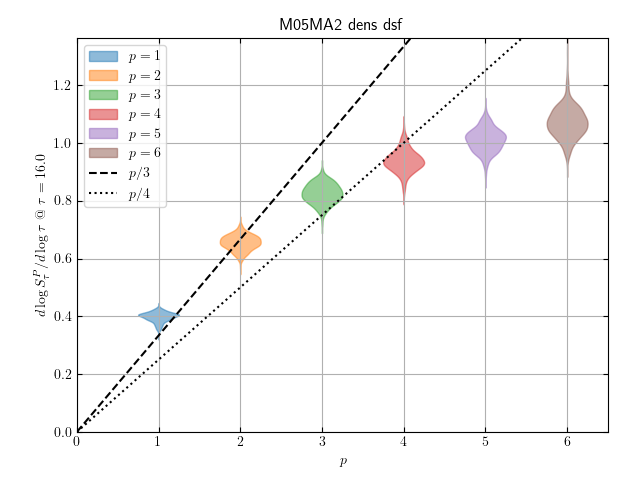 M05MA2 dens dsf
d log S_τ^P / d log τ @ τ = 16.0
1.2
1.0
0.8
0.6
0.4
0.2
0.0
p = 1
p = 2
p = 3
p = 4
p = 5
p = 6
p/3
p/4
0 1 2 3 4 5 6
p